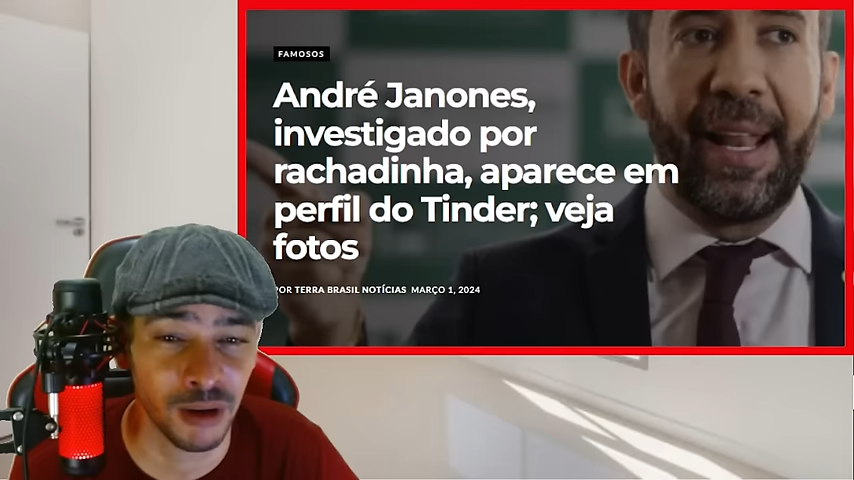 FAMOSOS
André Janones,
investigado por
rachadinha, aparece em
perfil do Tinder; veja
fotos
POR TERRA BRASIL NOTÍCIAS MARÇO 1, 2024